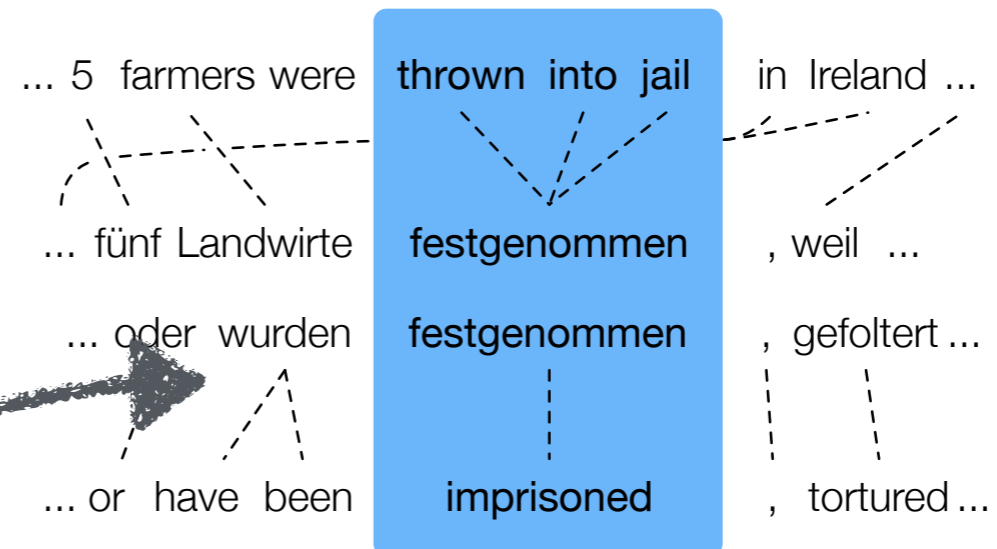 ... 5 farmers were thrown into jail in Ireland ...
... fünf Landwirte festgenommen , weil ...
... oder wurden festgenommen , gefoltert ...
... or have been imprisoned , tortured ...